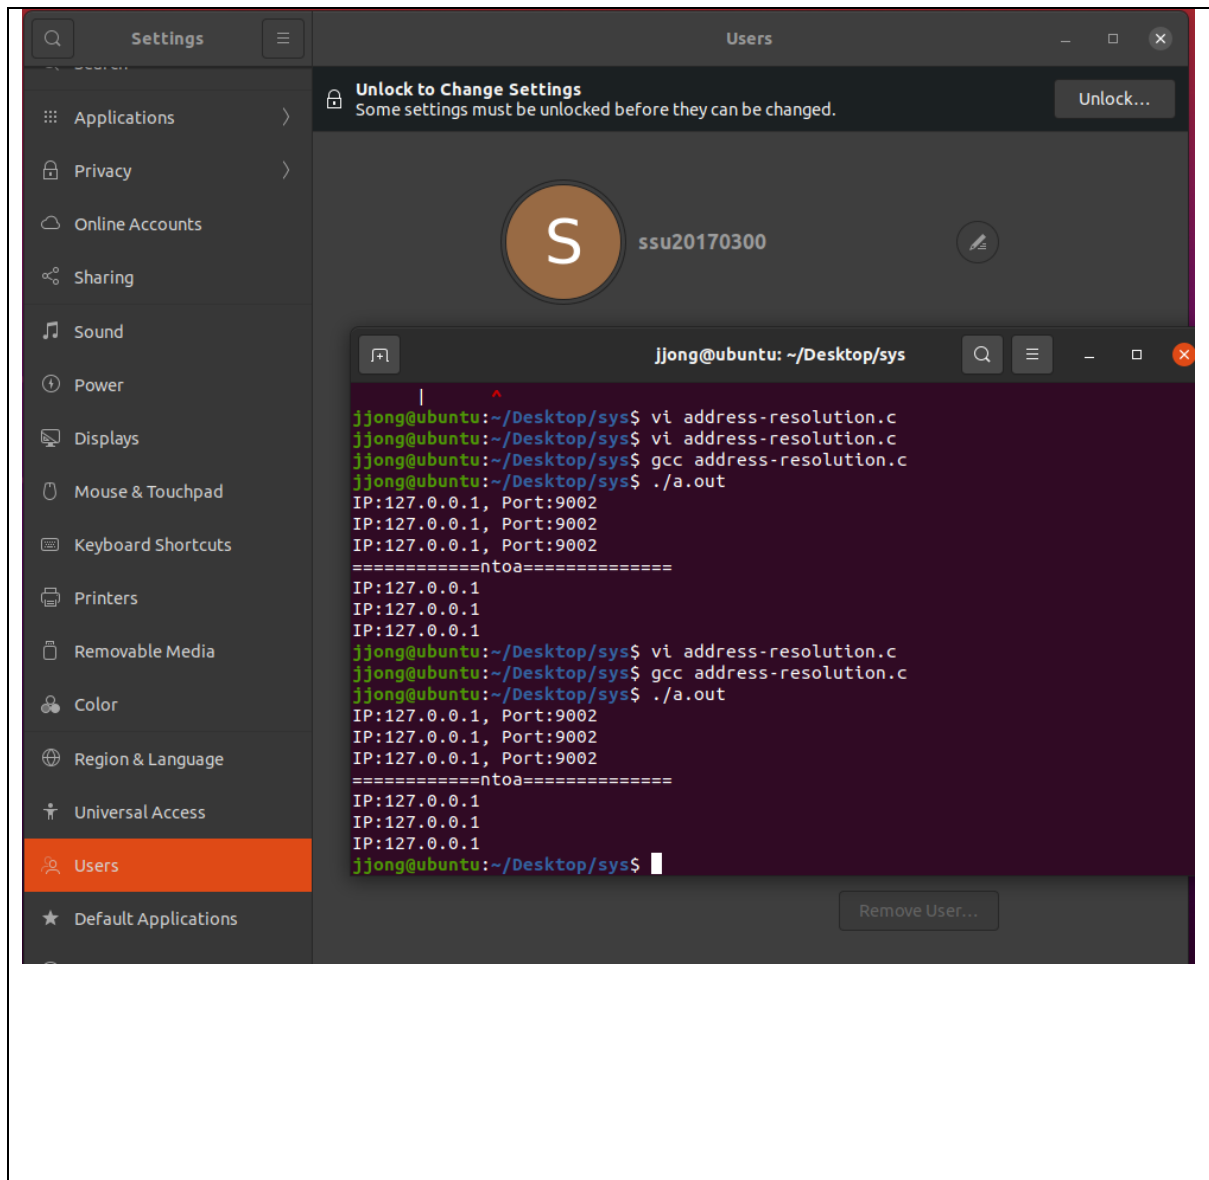 Settings
Users
Unlock to Change Settings
Some settings must be unlocked before they can be changed.
Unlock...
Applications
Privacy
Online Accounts
Sharing
Sound
Power
Displays
Mouse & Touchpad
Keyboard Shortcuts
Printers
Removable Media
Color
Region & Language
Universal Access
Users
Default Applications
S
ssu20170300
jjong@ubuntu: ~/Desktop/sys
| ^
jjong@ubuntu:~/Desktop/sys$ vi address-resolution.c
jjong@ubuntu:~/Desktop/sys$ vi address-resolution.c
jjong@ubuntu:~/Desktop/sys$ gcc address-resolution.c
jjong@ubuntu:~/Desktop/sys$ ./a.out
IP:127.0.0.1, Port:9002
IP:127.0.0.1, Port:9002
IP:127.0.0.1, Port:9002
============ntoa==============
IP:127.0.0.1
IP:127.0.0.1
IP:127.0.0.1
jjong@ubuntu:~/Desktop/sys$ vi address-resolution.c
jjong@ubuntu:~/Desktop/sys$ gcc address-resolution.c
jjong@ubuntu:~/Desktop/sys$ ./a.out
IP:127.0.0.1, Port:9002
IP:127.0.0.1, Port:9002
IP:127.0.0.1, Port:9002
============ntoa==============
IP:127.0.0.1
IP:127.0.0.1
IP:127.0.0.1
jjong@ubuntu:~/Desktop/sys$
Remove User...